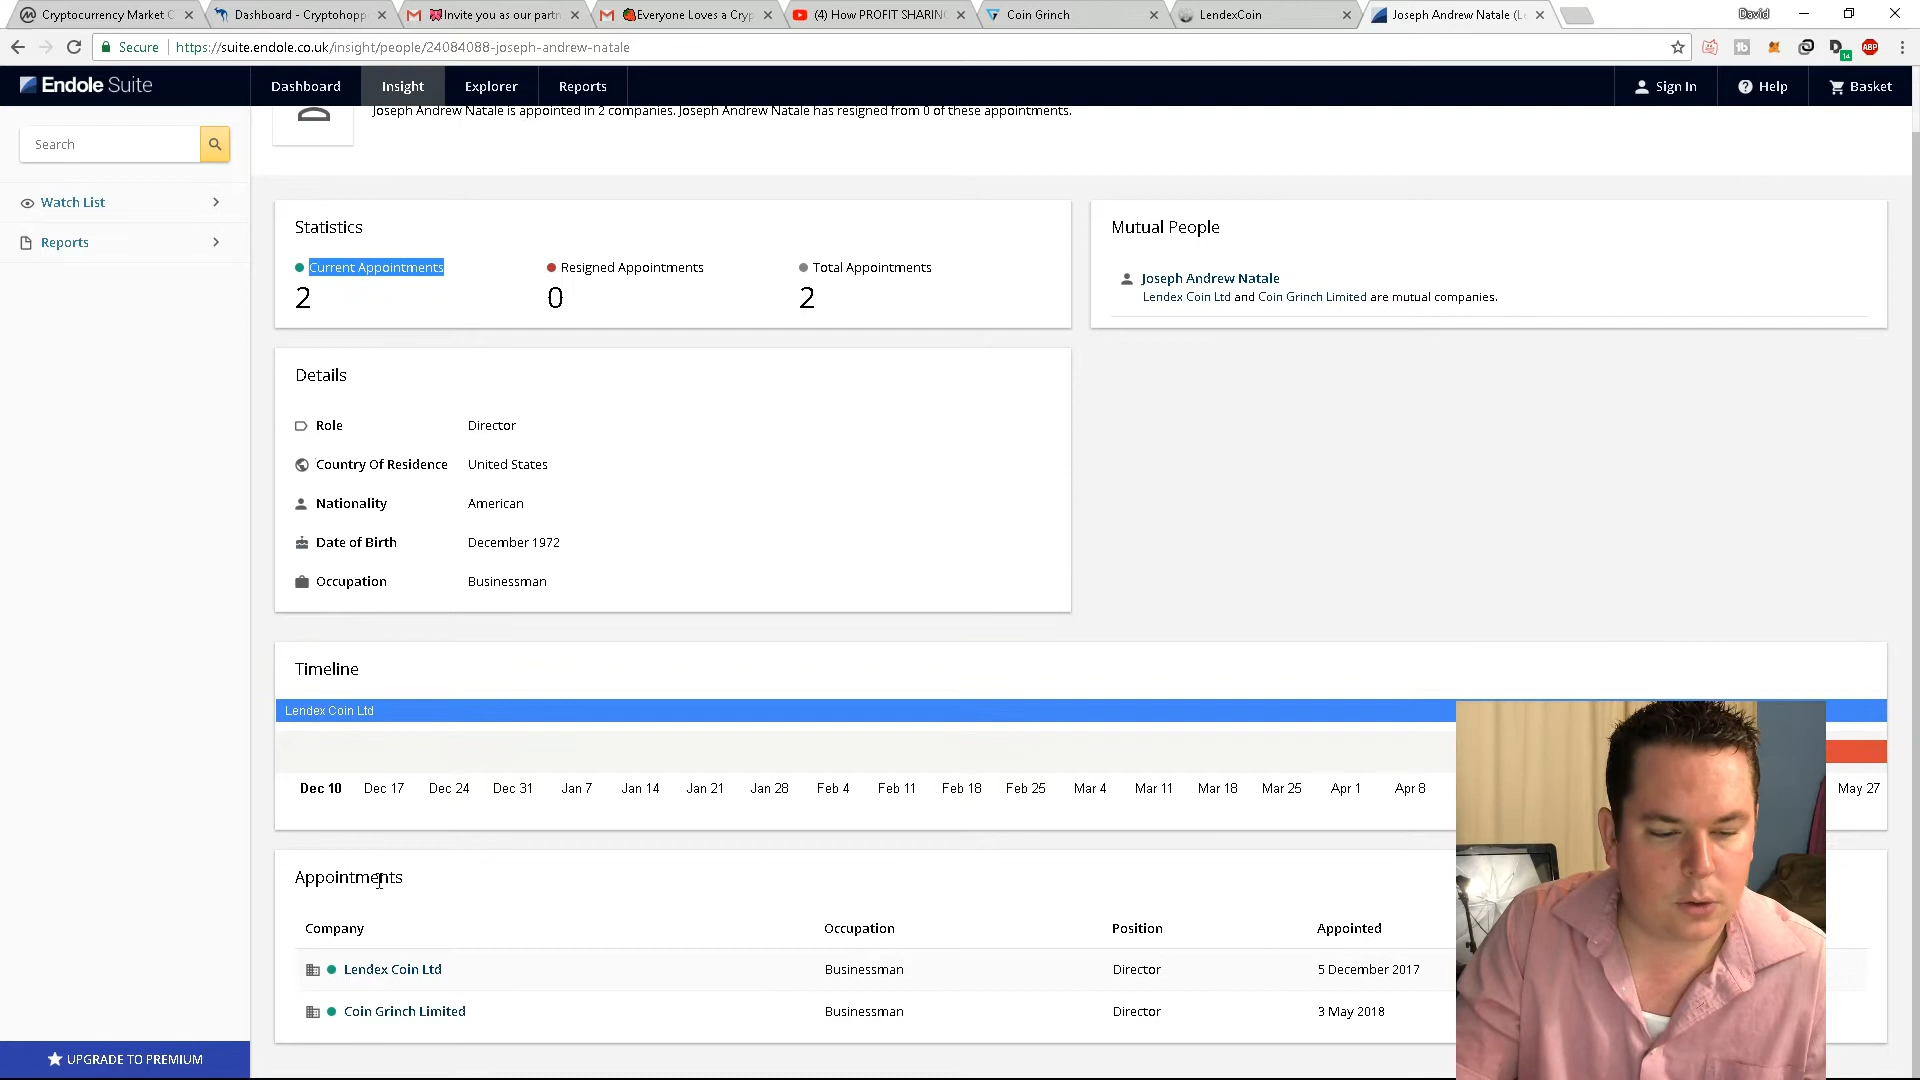 Cryptocurrency Market C
Dashboard - Cryptohopp
Invite you as our partn
Everyone Loves a Cryp
(4) How PROFIT SHARING
Coin Grinch
LendexCoin
Joseph Andrew Natale (Le
David
Secure
https://suite.endole.co.uk/insight/people/24084088-joseph-andrew-natale
Endole Suite
Dashboard
Insight
Explorer
Reports
Sign In
Help
Basket
Joseph Andrew Natale is appointed in 2 companies. Joseph Andrew Natale has resigned from 0 of these appointments.
Search
Watch List
Reports
Statistics
Current Appointments
2
Resigned Appointments
0
Total Appointments
2
Mutual People
Joseph Andrew Natale
Lendex Coin Ltd and Coin Grinch Limited are mutual companies.
Details
Role Director
Country Of Residence United States
Nationality American
Date of Birth December 1972
Occupation Businessman
Timeline
Lendex Coin Ltd
Dec 10 Dec 17 Dec 24 Dec 31 Jan 7 Jan 14 Jan 21 Jan 28 Feb 4 Feb 11 Feb 18 Feb 25 Mar 4 Mar 11 Mar 18 Mar 25 Apr 1 Apr 8 May 27
Appointments
Company Occupation Position Appointed
Lendex Coin Ltd Businessman Director 5 December 2017
Coin Grinch Limited Businessman Director 3 May 2018
UPGRADE TO PREMIUM